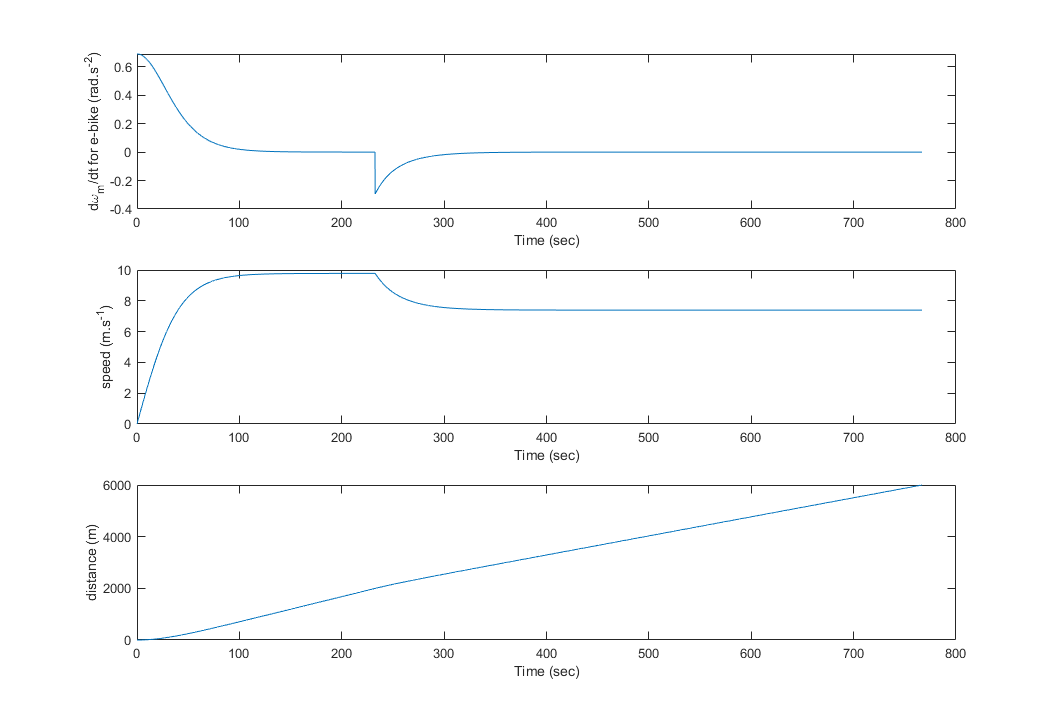 dω_m/dt for e-bike (rad.s^-2)
0.6
0.4
0.2
0
-0.2
-0.4
0 100 200 300 400 500 600 700 800
Time (sec)
speed (m.s^-1)
10
8
6
4
2
0
0 100 200 300 400 500 600 700 800
Time (sec)
distance (m)
6000
4000
2000
0
0 100 200 300 400 500 600 700 800
Time (sec)